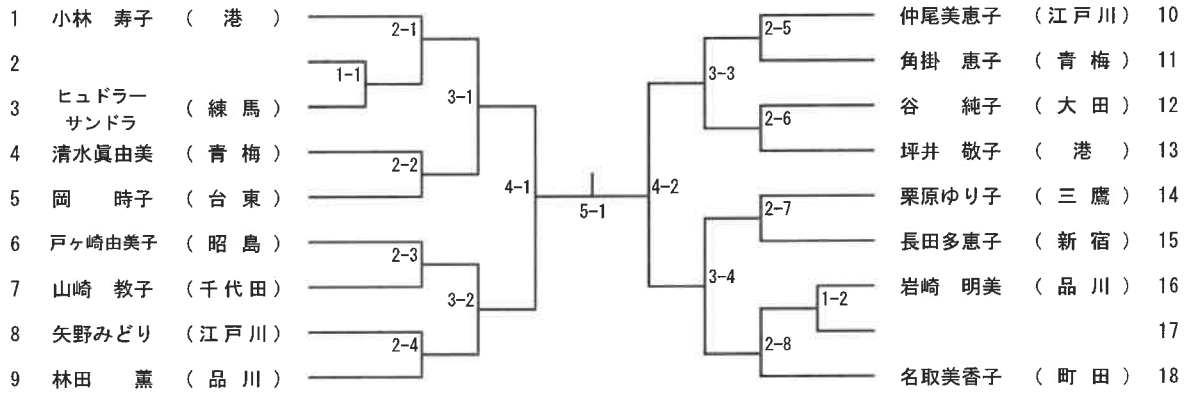 1 小林 寿子 （ 港 ）
2
3 ヒュドラー サンドラ （ 練 馬 ）
4 清水眞由美 （ 青 梅 ）
5 岡 時子 （ 台 東 ）
6 戸ヶ崎由美子 （ 昭 島 ）
7 山崎 教子 （千代田）
8 矢野みどり （江戸川）
9 林田 薫 （ 品 川 ）
2-1
1-1
3-1
2-2
4-1
2-3
3-2
2-4
5-1
4-2
2-5
3-3
2-6
2-7
3-4
1-2
2-8
仲尾美恵子 （江戸川） 10
角掛 恵子 （ 青 梅 ） 11
谷 純子 （ 大 田 ） 12
坪井 敬子 （ 港 ） 13
栗原ゆり子 （ 三 鷹 ） 14
長田多恵子 （ 新 宿 ） 15
岩崎 明美 （ 品 川 ） 16
17
名取美香子 （ 町 田 ） 18